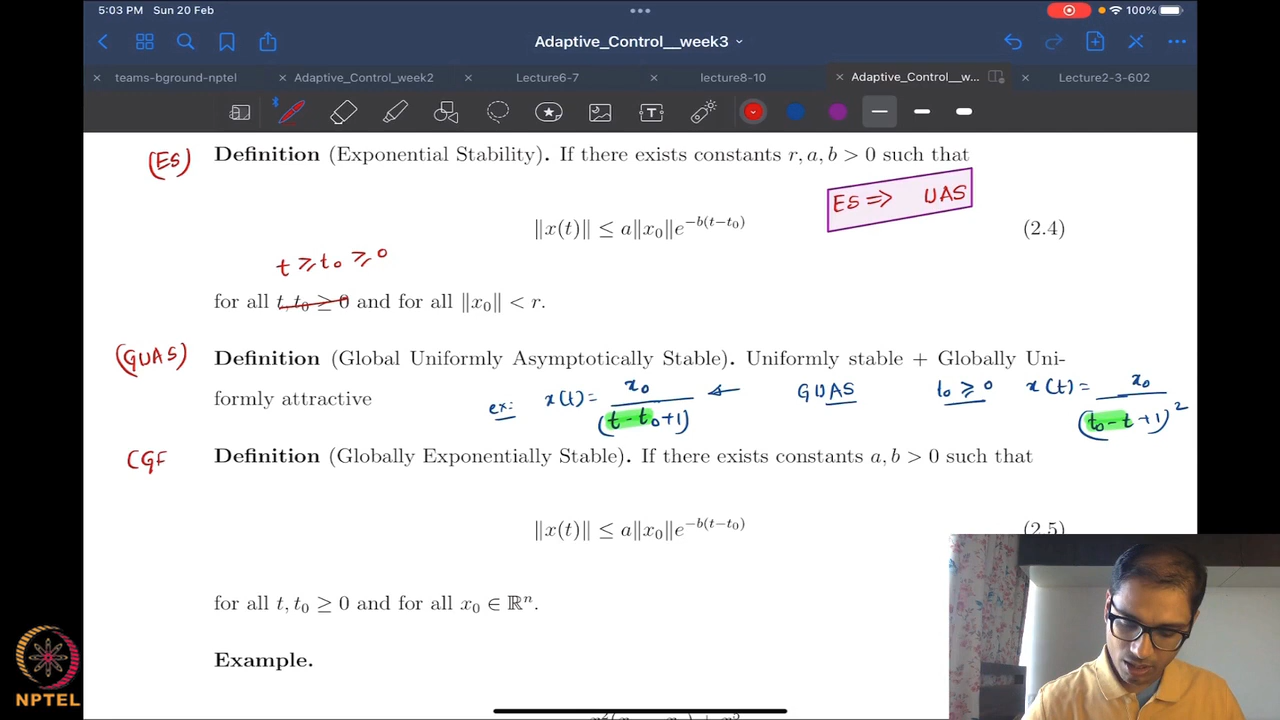 5:03 PM Sun 20 Feb
100%
Adaptive_Control__week3
teams-bground-nptel
Adaptive_Control_week2
Lecture6-7
lecture8-10
Adaptive_Control__w...
Lecture2-3-602
(ES) Definition (Exponential Stability). If there exists constants r, a, b > 0 such that
ES ⇒ UAS
‖x(t)‖ ≤ a‖x₀‖e^{−b(t−t₀)} (2.4)
t ≥ t₀ ≥ 0
for all t, t₀ ≥ 0 and for all ‖x₀‖ < r.
(GUAS) Definition (Global Uniformly Asymptotically Stable). Uniformly stable + Globally Uni-
formly attractive
ex: x(t) = x₀/(t - t₀ + 1) ← GUAS t₀ ≥ 0 x(t) = x₀/(t₀ - t + 1)²
(GE Definition (Globally Exponentially Stable). If there exists constants a, b > 0 such that
‖x(t)‖ ≤ a‖x₀‖e^{−b(t−t₀)} (2.5)
for all t, t₀ ≥ 0 and for all x₀ ∈ ℝⁿ.
Example.
NPTEL